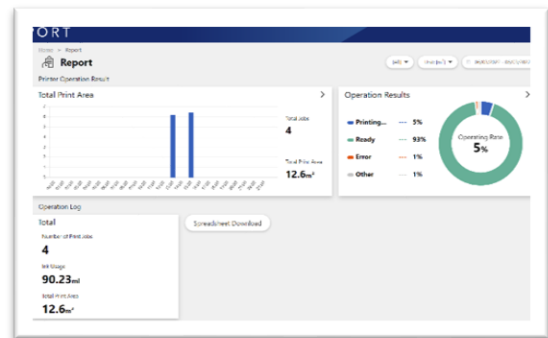 ORT
Home > Report
Report
Printer Operation Result
Total Print Area
Total Jobs
4
Total Print Area
12.6m²
Operation Results
Printing... 5%
Ready 93%
Error 1%
Other 1%
Operating Rate
5%
Operation Log
Total
Number of Print Jobs
4
Ink Usage
90.23ml
Total Print Area
12.6m²
Spreadsheet Download